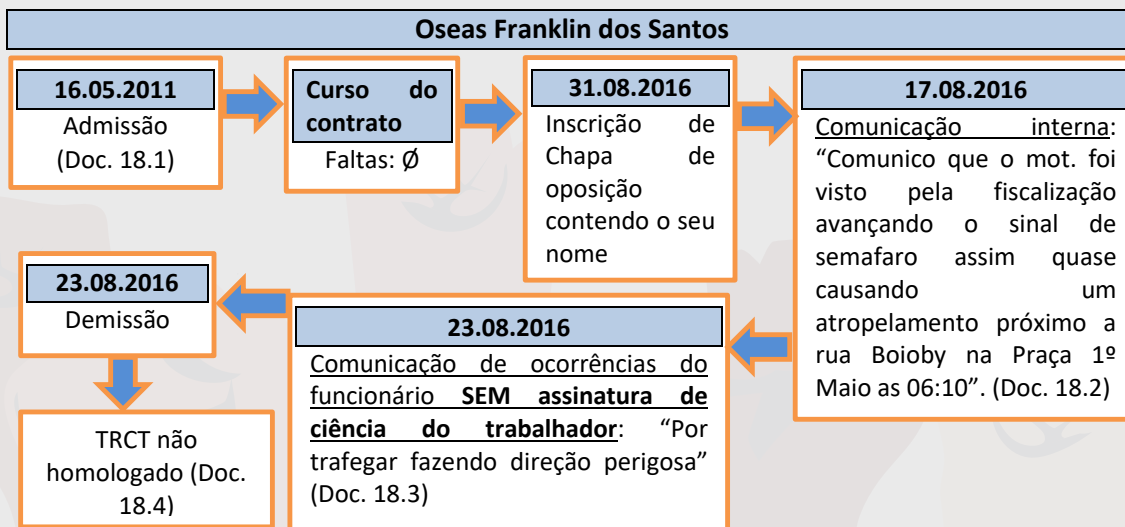 Oseas Franklin dos Santos
16.05.2011
Admissão
(Doc. 18.1)
Curso do
contrato
Faltas: Ø
31.08.2016
Inscrição de
Chapa de
oposição
contendo o seu
nome
17.08.2016
Comunicação interna:
“Comunico que o mot. foi
visto pela fiscalização
avançando o sinal de
semafaro assim quase
causando um
atropelamento próximo a
rua Boioby na Praça 1º
Maio as 06:10”. (Doc. 18.2)
23.08.2016
Comunicação de ocorrências do
funcionário SEM assinatura de
ciência do trabalhador: “Por
trafegar fazendo direção perigosa”
(Doc. 18.3)
23.08.2016
Demissão
TRCT não
homologado (Doc.
18.4)